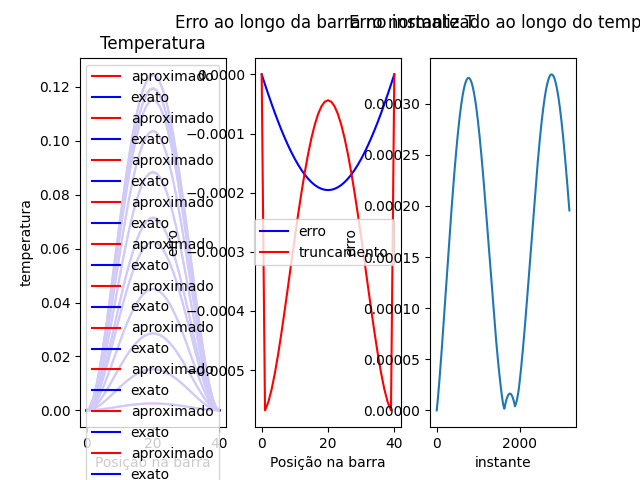 Erro ao longo da barra no instante T
Erro normalizado ao longo do temp
Temperatura
temperatura
0.12
0.10
0.08
0.06
0.04
0.02
0.00
aproximado
exato
aproximado
exato
aproximado
exato
aproximado
exato
aproximado
exato
aproximado
exato
aproximado
exato
aproximado
exato
aproximado
exato
aproximado
exato
0
20
40
Posição na barra
erro
0.0000
−0.0001
−0.0002
−0.0003
−0.0004
−0.0005
erro
truncamento
0
20
40
Posição na barra
erro
0.00030
0.00025
0.00020
0.00015
0.00010
0.00005
0.00000
0
2000
instante